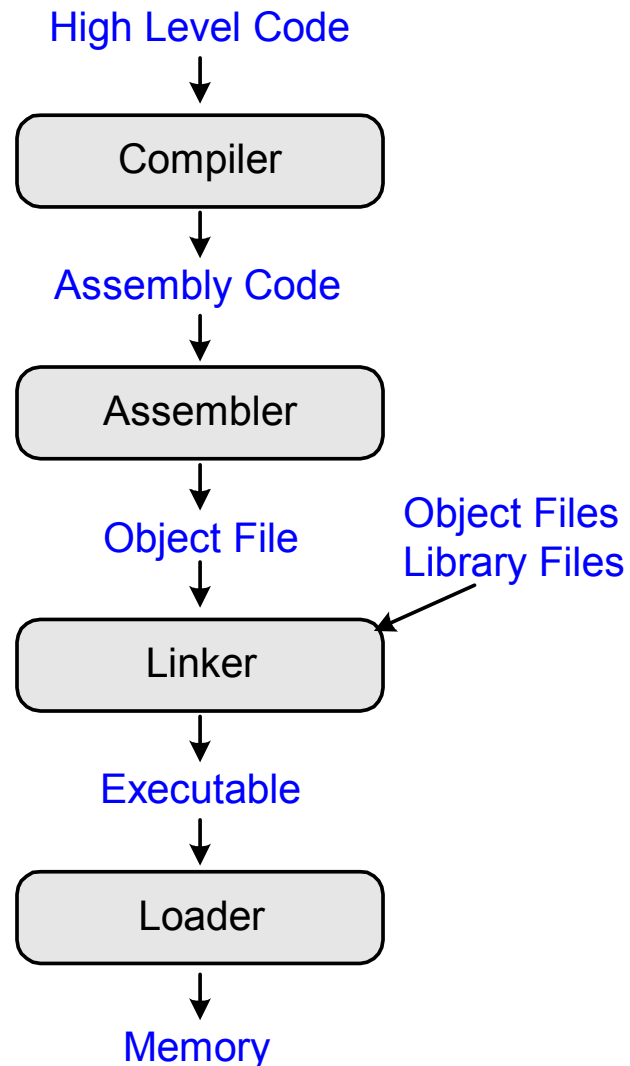 High Level Code
Compiler
Assembly Code
Assembler
Object File
Object Files
Library Files
Linker
Executable
Loader
Memory